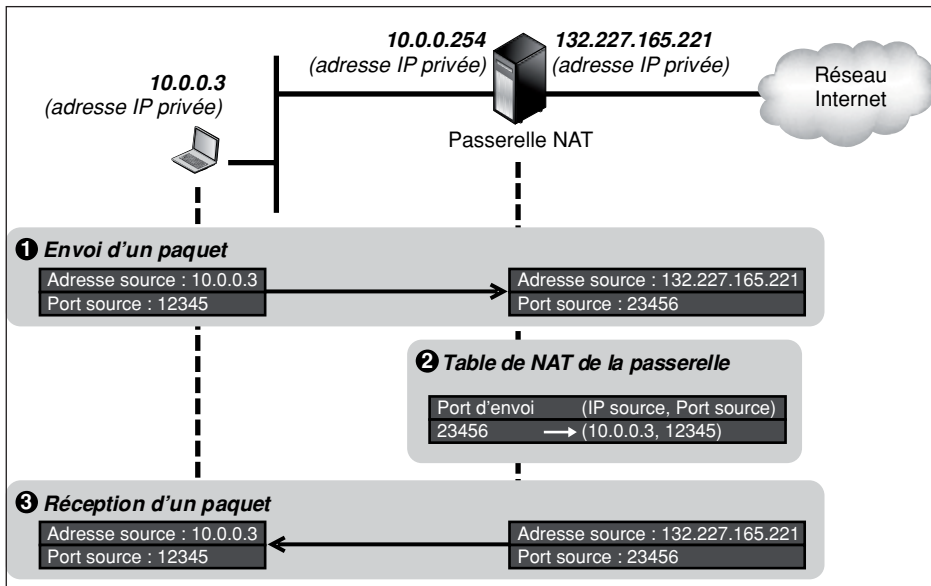 10.0.0.3
(adresse IP privée)
10.0.0.254
(adresse IP privée)
132.227.165.221
(adresse IP privée)
Réseau
Internet
Passerelle NAT
1 Envoi d’un paquet
Adresse source : 10.0.0.3
Port source : 12345
Adresse source : 132.227.165.221
Port source : 23456
2 Table de NAT de la passerelle
Port d’envoi (IP source, Port source)
23456 → (10.0.0.3, 12345)
3 Réception d’un paquet
Adresse source : 10.0.0.3
Port source : 12345
Adresse source : 132.227.165.221
Port source : 23456